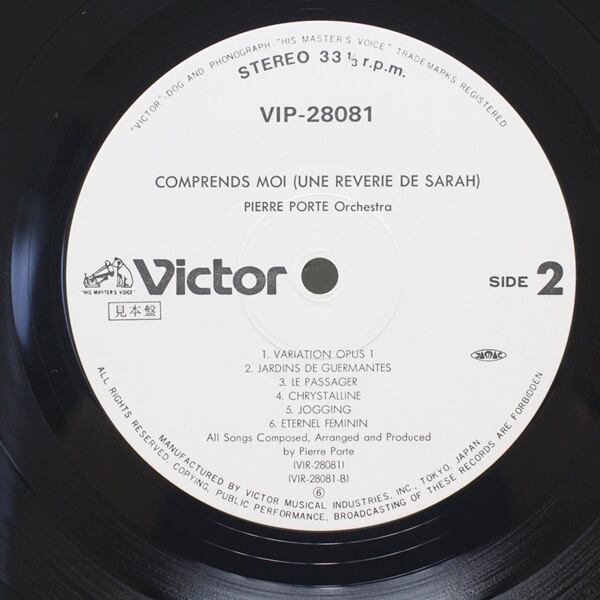 "VICTOR"-DOG AND PHONOGRAPH-"HIS MASTER'S VOICE" TRADEMARKS REGISTERED
STEREO 33 1/3 r.p.m.
VIP-28081
COMPRENDS MOI (UNE REVERIE DE SARAH)
PIERRE PORTE Orchestra
Victor
"HIS MASTER'S VOICE"
見本盤
SIDE 2
JASRAC
1. VARIATION OPUS 1
2. JARDINS DE GUERMANTES
3. LE PASSAGER
4. CHRYSTALLINE
5. JOGGING
6. ETERNEL FEMININ
All Songs Composed, Arranged and Produced
by Pierre Porte
(VIR-28081)
(VIR-28081-B)
⑥
MANUFACTURED BY VICTOR MUSICAL INDUSTRIES, INC., TOKYO, JAPAN
ALL RIGHTS RESERVED. COPYING, PUBLIC PERFORMANCE, BROADCASTING OF THESE RECORDS ARE FORBIDDEN